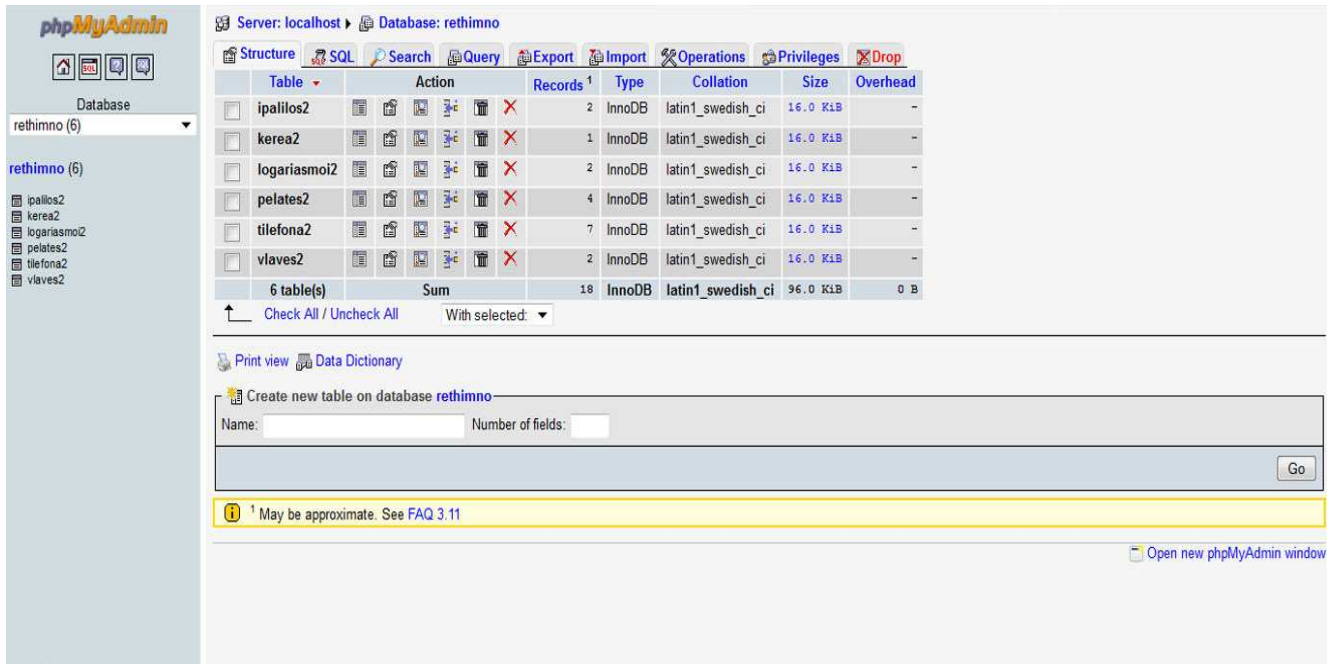 phpMyAdmin
Database
rethimno (6)
rethimno (6)
ipalilos2
kerea2
logariasmoi2
pelates2
tilefona2
vlaves2
Server: localhost Database: rethimno
Structure SQL Search Query Export Import Operations Privileges Drop
Table Action Records 1 Type Collation Size Overhead
ipalilos2 2 InnoDB latin1_swedish_ci 16.0 KiB -
kerea2 1 InnoDB latin1_swedish_ci 16.0 KiB -
logariasmoi2 2 InnoDB latin1_swedish_ci 16.0 KiB -
pelates2 4 InnoDB latin1_swedish_ci 16.0 KiB -
tilefona2 7 InnoDB latin1_swedish_ci 16.0 KiB -
vlaves2 2 InnoDB latin1_swedish_ci 16.0 KiB -
6 table(s) Sum 18 InnoDB latin1_swedish_ci 96.0 KiB 0 B
Check All / Uncheck All With selected:
Print view Data Dictionary
Create new table on database rethimno
Name: Number of fields:
Go
1 May be approximate. See FAQ 3.11
Open new phpMyAdmin window